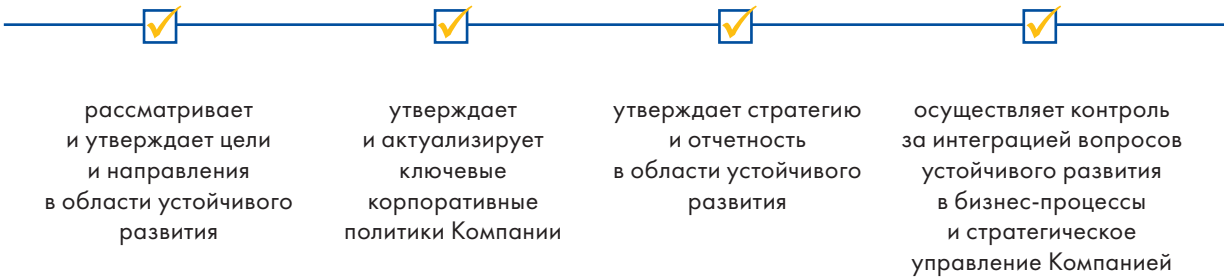 рассматривает
и утверждает цели
и направления
в области устойчивого
развития
утверждает
и актуализирует
ключевые
корпоративные
политики Компании
утверждает стратегию
и отчетность
в области устойчивого
развития
осуществляет контроль
за интеграцией вопросов
устойчивого развития
в бизнес-процессы
и стратегическое
управление Компанией